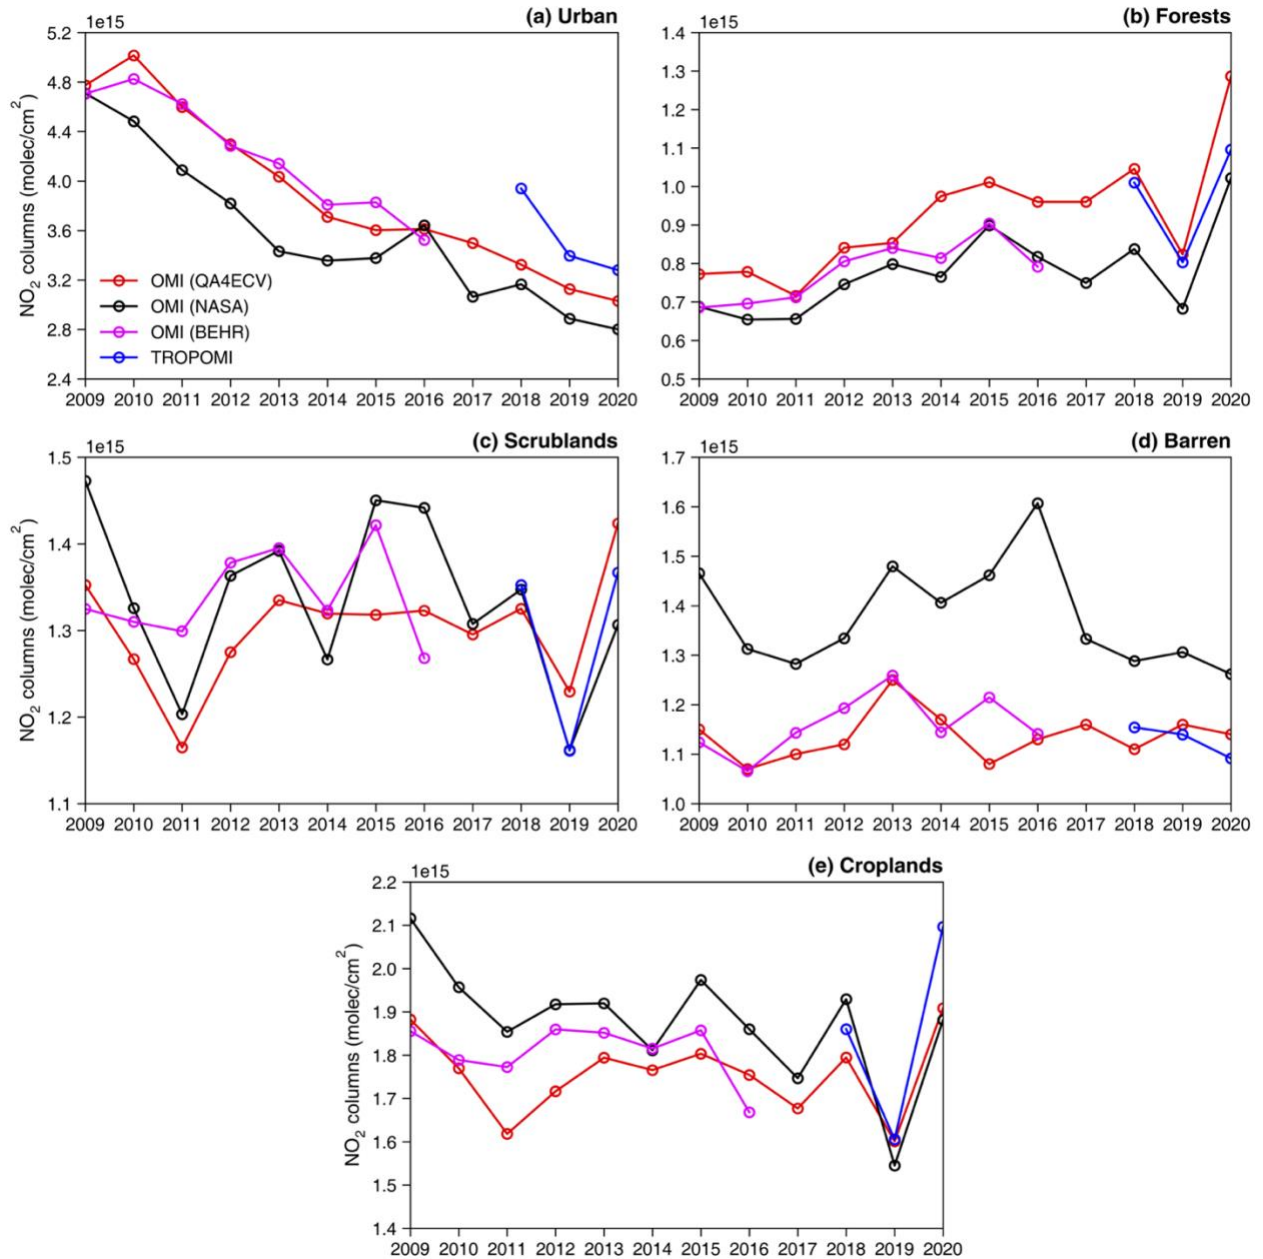 (a) Urban
1e15
5.2
4.8
4.4
4.0
3.6
3.2
2.8
2.4
NO2 columns (molec/cm2)
OMI (QA4ECV)
OMI (NASA)
OMI (BEHR)
TROPOMI
2009 2010 2011 2012 2013 2014 2015 2016 2017 2018 2019 2020
(b) Forests
1e15
1.4
1.3
1.2
1.1
1.0
0.9
0.8
0.7
0.6
0.5
2009 2010 2011 2012 2013 2014 2015 2016 2017 2018 2019 2020
(c) Scrublands
1e15
1.5
1.4
1.3
1.2
1.1
NO2 columns (molec/cm2)
2009 2010 2011 2012 2013 2014 2015 2016 2017 2018 2019 2020
(d) Barren
1e15
1.7
1.6
1.5
1.4
1.3
1.2
1.1
1.0
2009 2010 2011 2012 2013 2014 2015 2016 2017 2018 2019 2020
(e) Croplands
1e15
2.2
2.1
2.0
1.9
1.8
1.7
1.6
1.5
1.4
NO2 columns (molec/cm2)
2009 2010 2011 2012 2013 2014 2015 2016 2017 2018 2019 2020